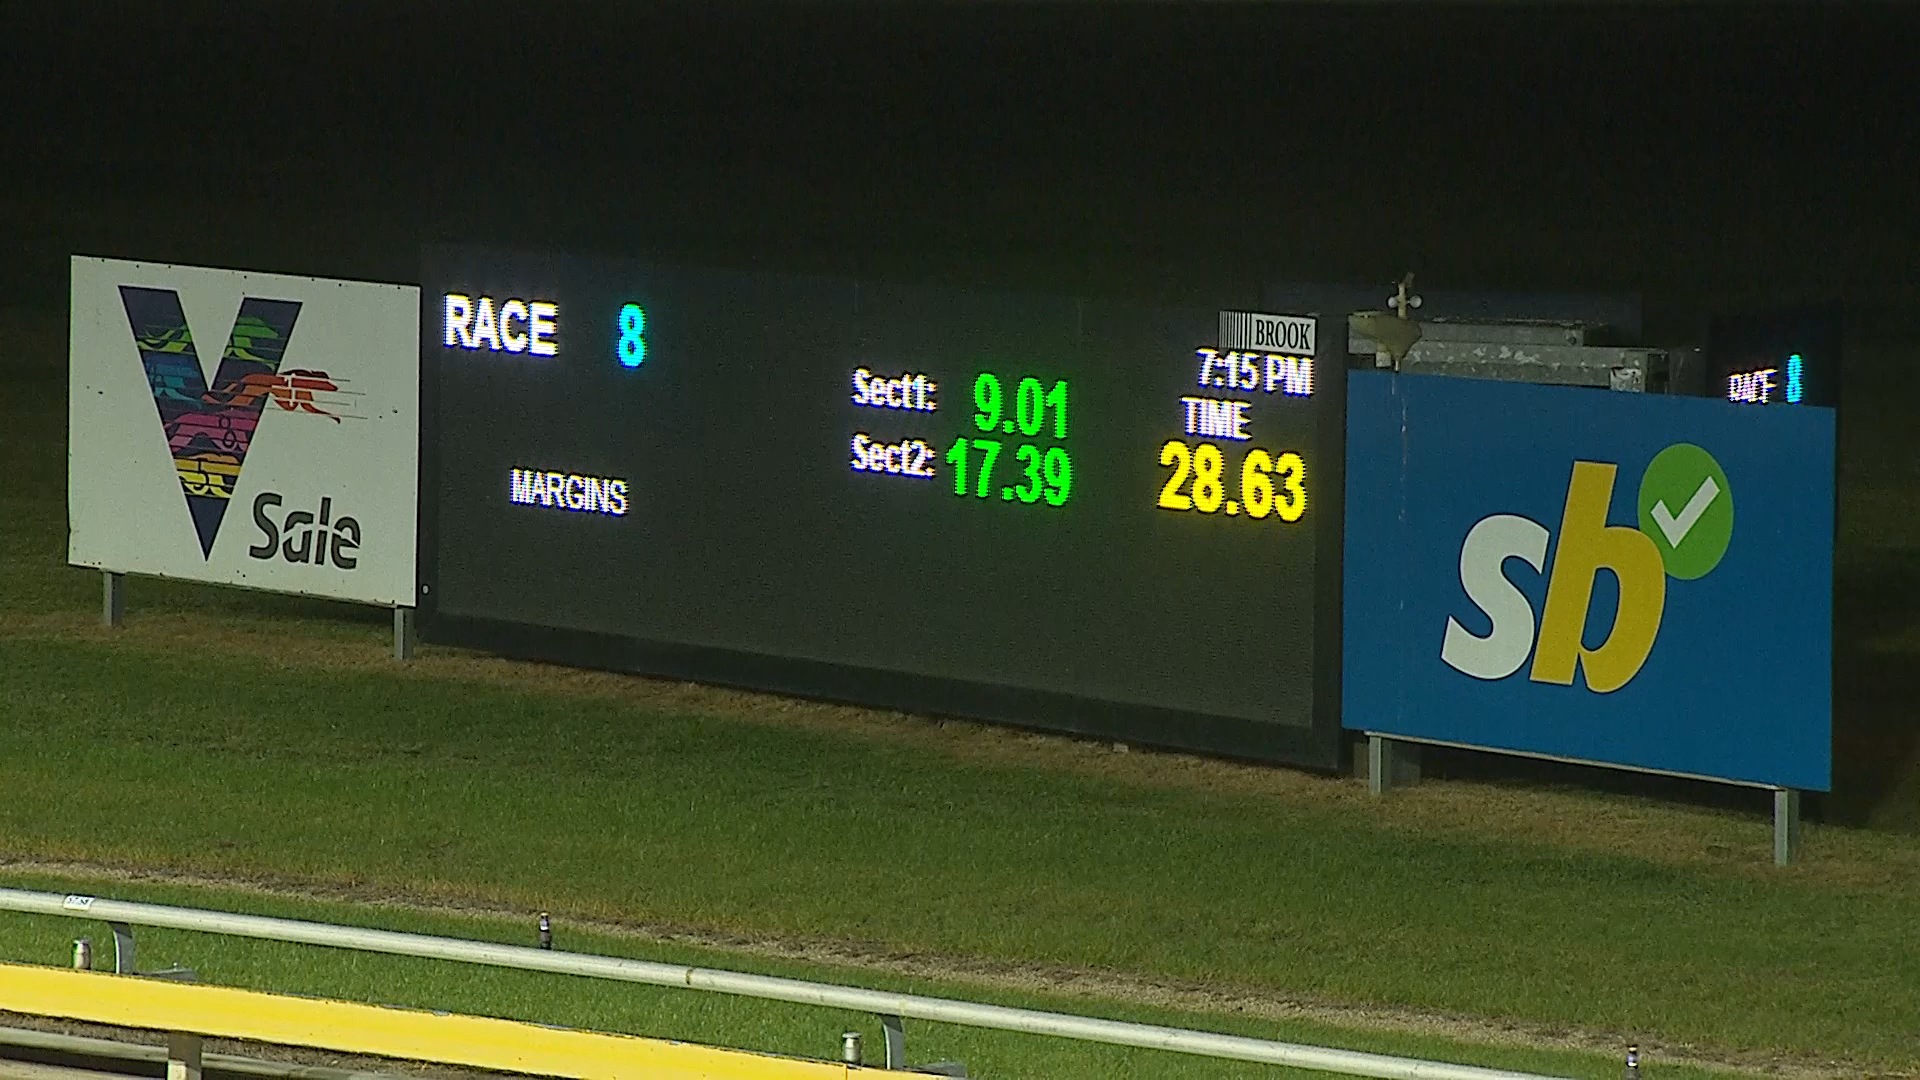 Sale
RACE 8
BROOK
7:15 PM
Sect1: 9.01
TIME
Sect2: 17.39
28.63
MARGINS
RACE 8
sb